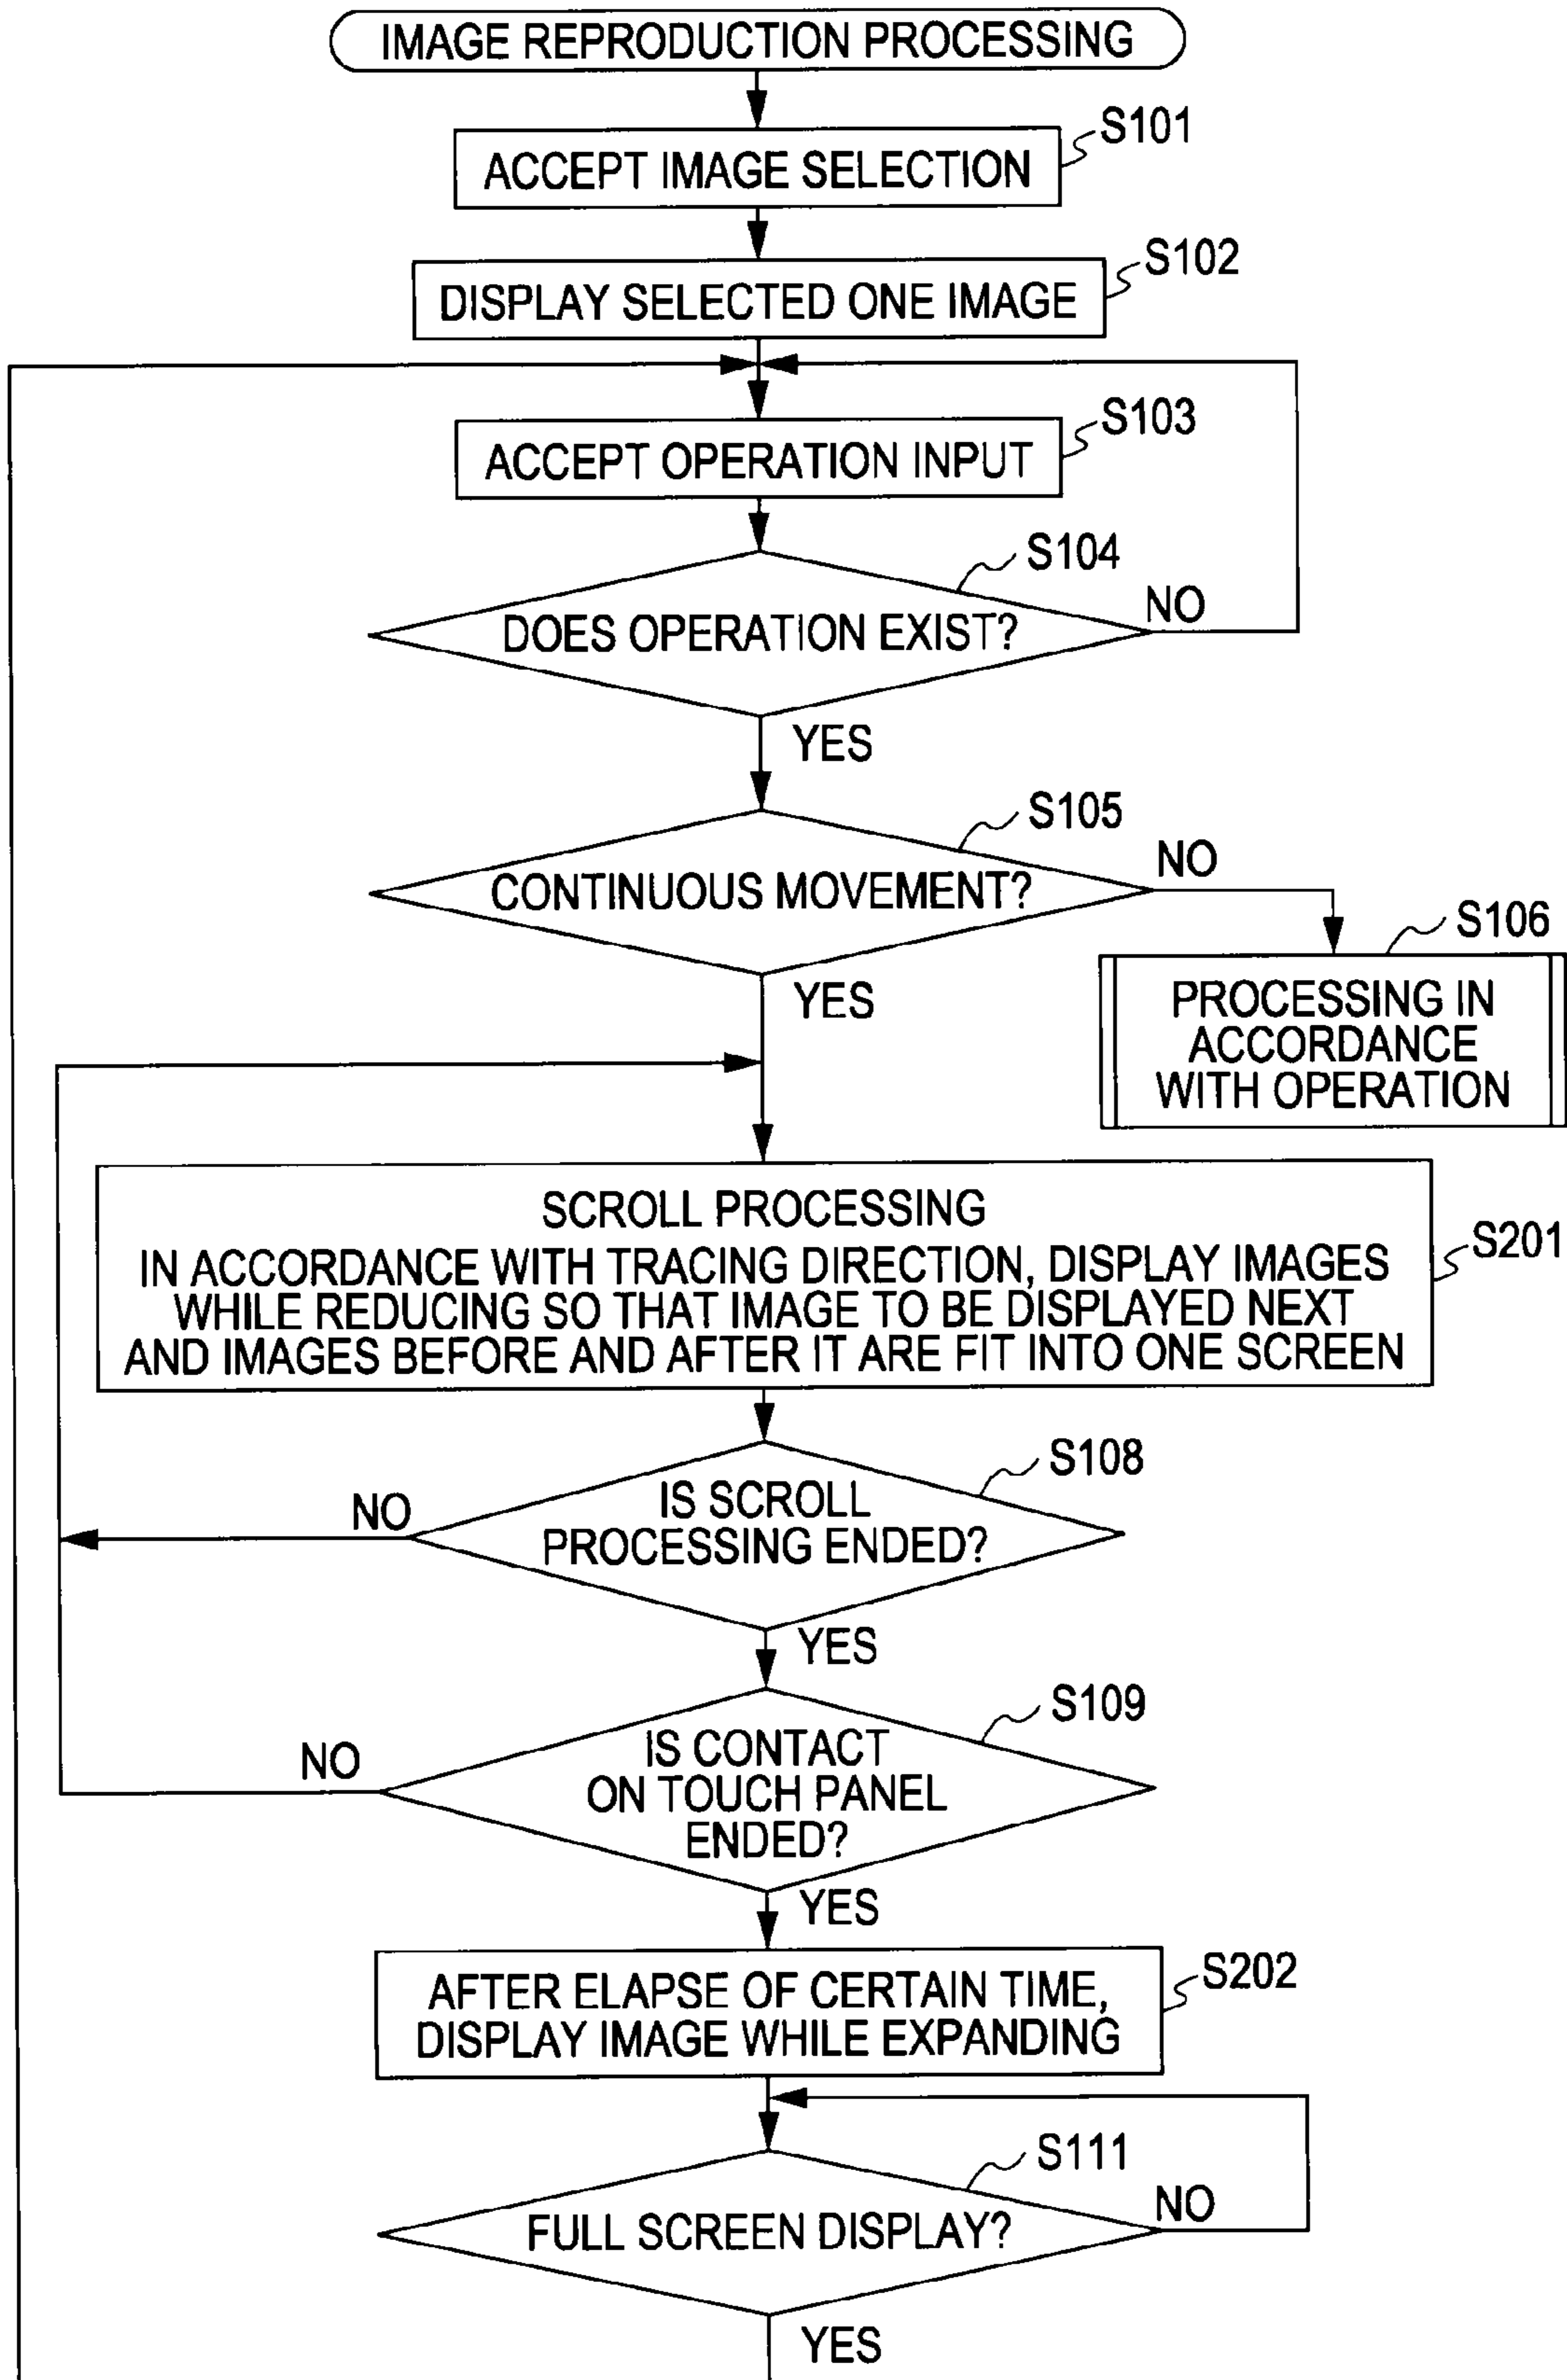 IMAGE REPRODUCTION PROCESSING
S101
ACCEPT IMAGE SELECTION
S102
DISPLAY SELECTED ONE IMAGE
S103
ACCEPT OPERATION INPUT
S104
DOES OPERATION EXIST?
NO
YES
S105
CONTINUOUS MOVEMENT?
NO
YES
S106
PROCESSING IN
ACCORDANCE
WITH OPERATION
SCROLL PROCESSING
IN ACCORDANCE WITH TRACING DIRECTION, DISPLAY IMAGES
WHILE REDUCING SO THAT IMAGE TO BE DISPLAYED NEXT
AND IMAGES BEFORE AND AFTER IT ARE FIT INTO ONE SCREEN
S201
S108
IS SCROLL
PROCESSING ENDED?
NO
YES
S109
IS CONTACT
ON TOUCH PANEL
ENDED?
NO
YES
S202
AFTER ELAPSE OF CERTAIN TIME,
DISPLAY IMAGE WHILE EXPANDING
S111
FULL SCREEN DISPLAY?
NO
YES